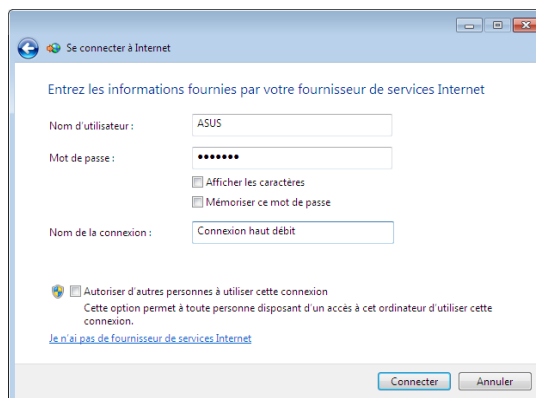 Se connecter à Internet
Entrez les informations fournies par votre fournisseur de services Internet
Nom d'utilisateur :
ASUS
Mot de passe :
•••••••
Afficher les caractères
Mémoriser ce mot de passe
Nom de la connexion :
Connexion haut débit
Autoriser d'autres personnes à utiliser cette connexion
Cette option permet à toute personne disposant d'un accès à cet ordinateur d'utiliser cette
connexion.
Je n'ai pas de fournisseur de services Internet
Connecter
Annuler